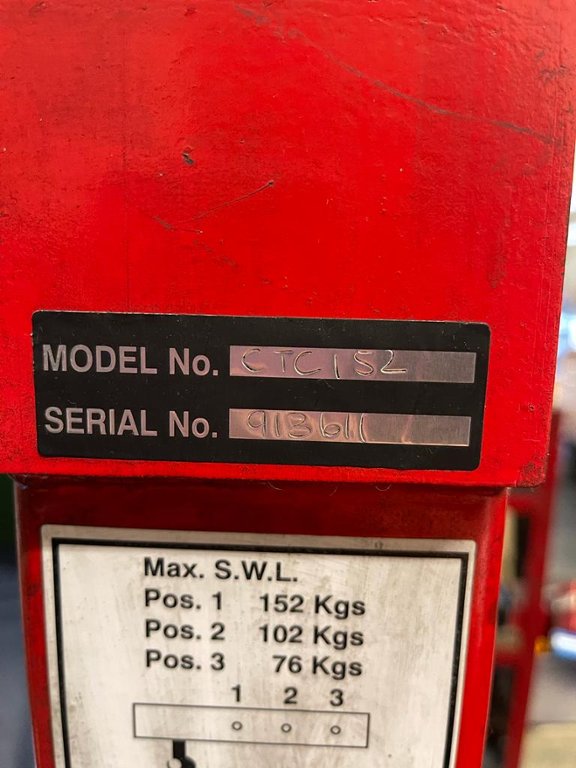 MODEL No. CTC152
SERIAL No. 913611
Max. S.W.L.
Pos. 1 152 Kgs
Pos. 2 102 Kgs
Pos. 3 76 Kgs
1 2 3